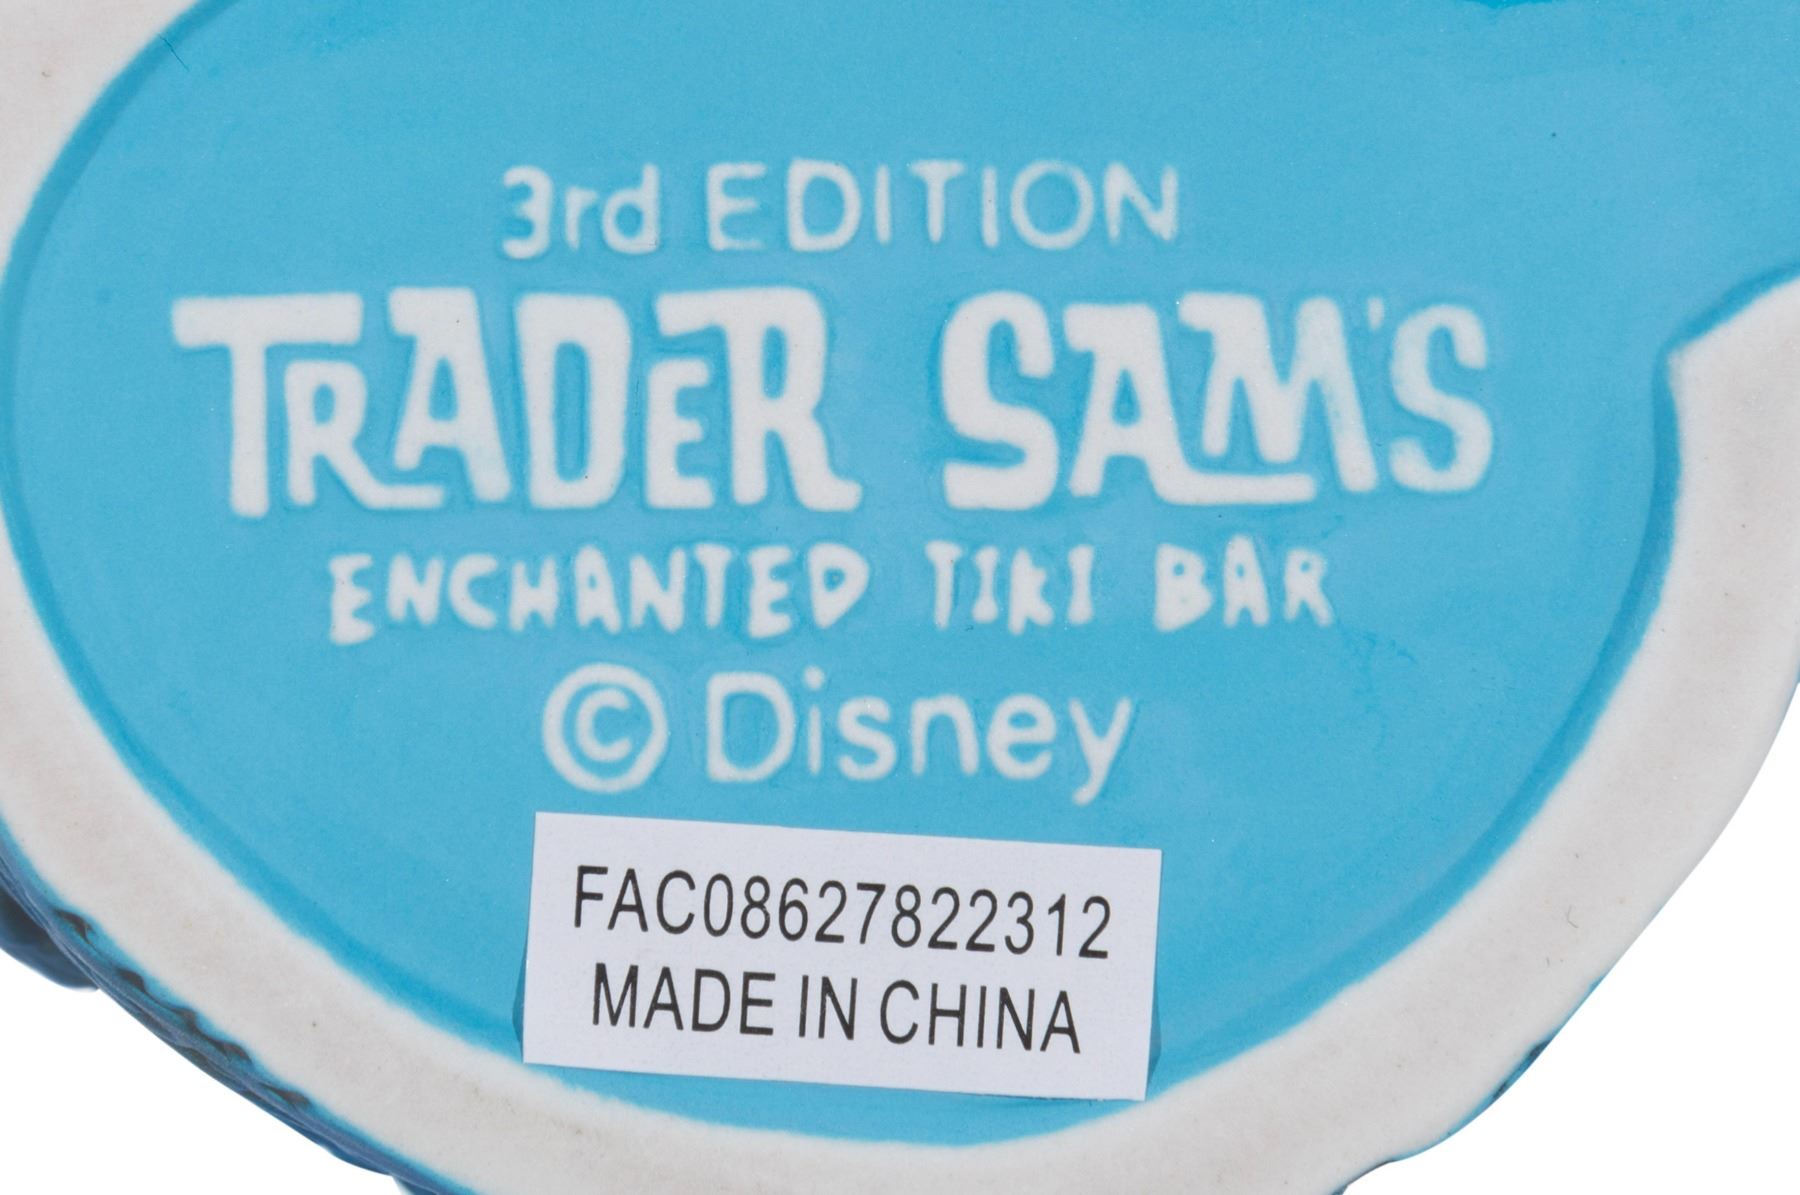 3rd EDITION
TRADER SAM'S
ENCHANTED TIKI BAR
© Disney
FAC08627822312
MADE IN CHINA